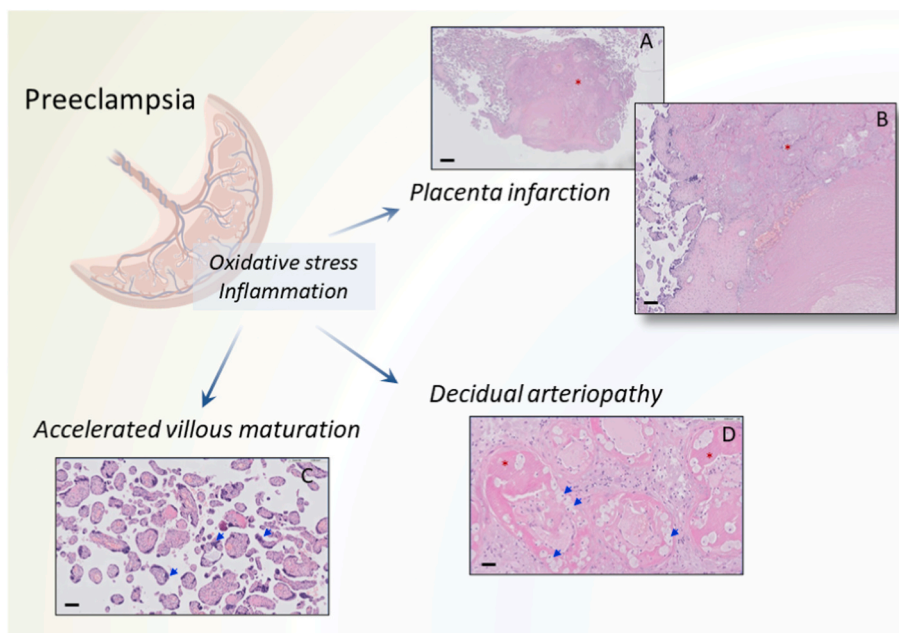 A
Preeclampsia
B
Placenta infarction
Oxidative stress
Inflammation
Decidual arteriopathy
Accelerated villous maturation
D
C